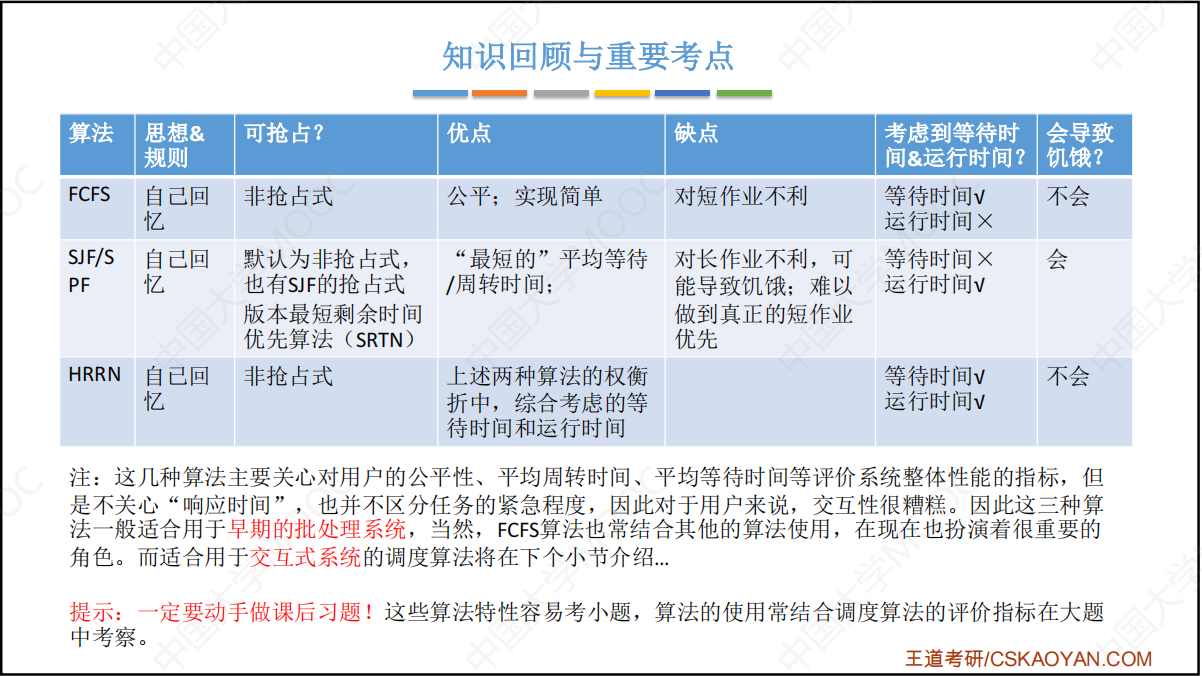 知识回顾与重要考点
算法
思想&
规则
可抢占？
优点
缺点
考虑到等待时
间&运行时间？
会导致
饥饿？
FCFS
自己回
忆
非抢占式
公平；实现简单
对短作业不利
等待时间√
运行时间×
不会
SJF/S
PF
自己回
忆
默认为非抢占式，
也有SJF的抢占式
版本最短剩余时间
优先算法（SRTN）
“最短的”平均等待
/周转时间；
对长作业不利，可
能导致饥饿；难以
做到真正的短作业
优先
等待时间×
运行时间√
会
HRRN
自己回
忆
非抢占式
上述两种算法的权衡
折中，综合考虑的等
待时间和运行时间
等待时间√
运行时间√
不会
注：这几种算法主要关心对用户的公平性、平均周转时间、平均等待时间等评价系统整体性能的指标，但
是不关心“响应时间”，也并不区分任务的紧急程度，因此对于用户来说，交互性很糟糕。因此这三种算
法一般适合用于早期的批处理系统，当然，FCFS算法也常结合其他的算法使用，在现在也扮演着很重要的
角色。而适合用于交互式系统的调度算法将在下个小节介绍…
提示：一定要动手做课后习题！这些算法特性容易考小题，算法的使用常结合调度算法的评价指标在大题
中考察。
王道考研/CSKAOYAN.COM
中国大学MOOC